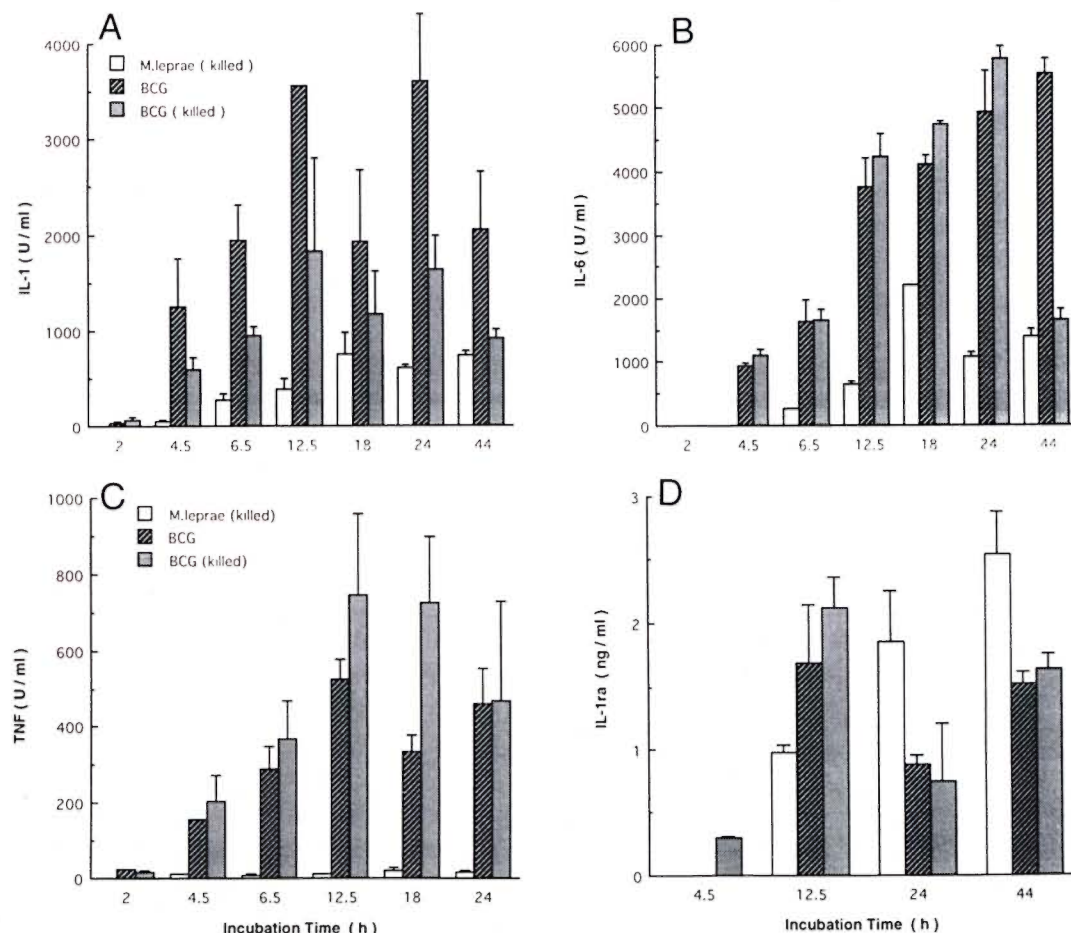 A
4000
3000
2000
1000
0
IL-1 ( U / ml )
M.leprae ( killed )
BCG
BCG ( killed )
2 4.5 6.5 12.5 18 24 44
B
6000
5000
4000
3000
2000
1000
0
IL-6 ( U / ml )
2 4.5 6.5 12.5 18 24 44
C
1000
800
600
400
200
0
TNF ( U / ml )
M.leprae (killed)
BCG
BCG (killed)
2 4.5 6.5 12.5 18 24
Incubation Time ( h )
D
3
2
1
0
IL-1ra ( ng / ml )
4.5 12.5 24 44
Incubation Time ( h )